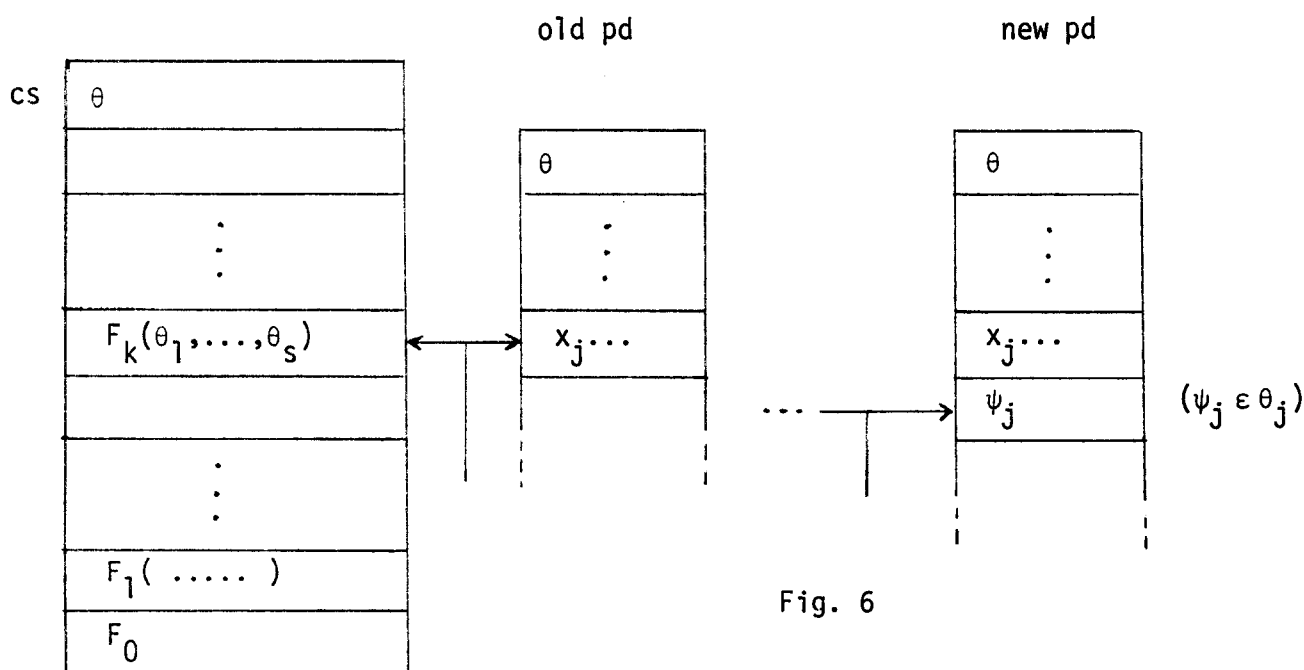 old pd new pd
cs θ
θ θ
F_k(θ_1,...,θ_s) x_j... x_j...
... ψ_j (ψ_j ε θ_j)
F_1( ..... )
Fig. 6
F_0